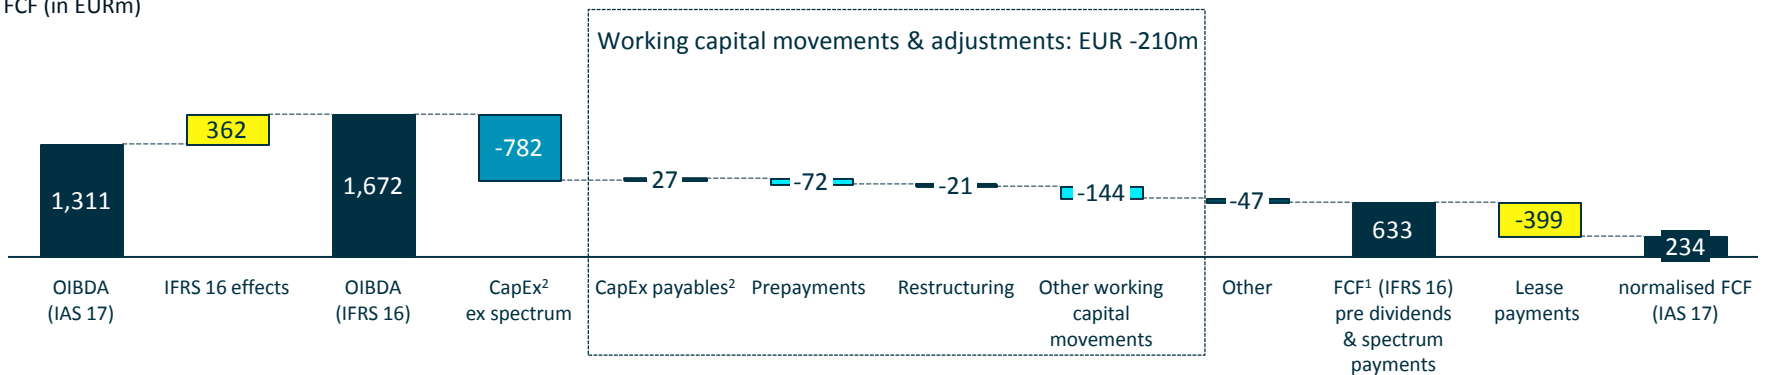 FCF (in EURm)
Working capital movements & adjustments: EUR -210m
1,311
362
1,672
-782
27
-72
-21
-144
-47
633
-399
234
OIBDA
(IAS 17)
IFRS 16 effects
OIBDA
(IFRS 16)
CapEx²
ex spectrum
CapEx payables²
Prepayments
Restructuring
Other working
capital
movements
Other
FCF¹ (IFRS 16)
pre dividends
& spectrum
payments
Lease
payments
normalised FCF
(IAS 17)